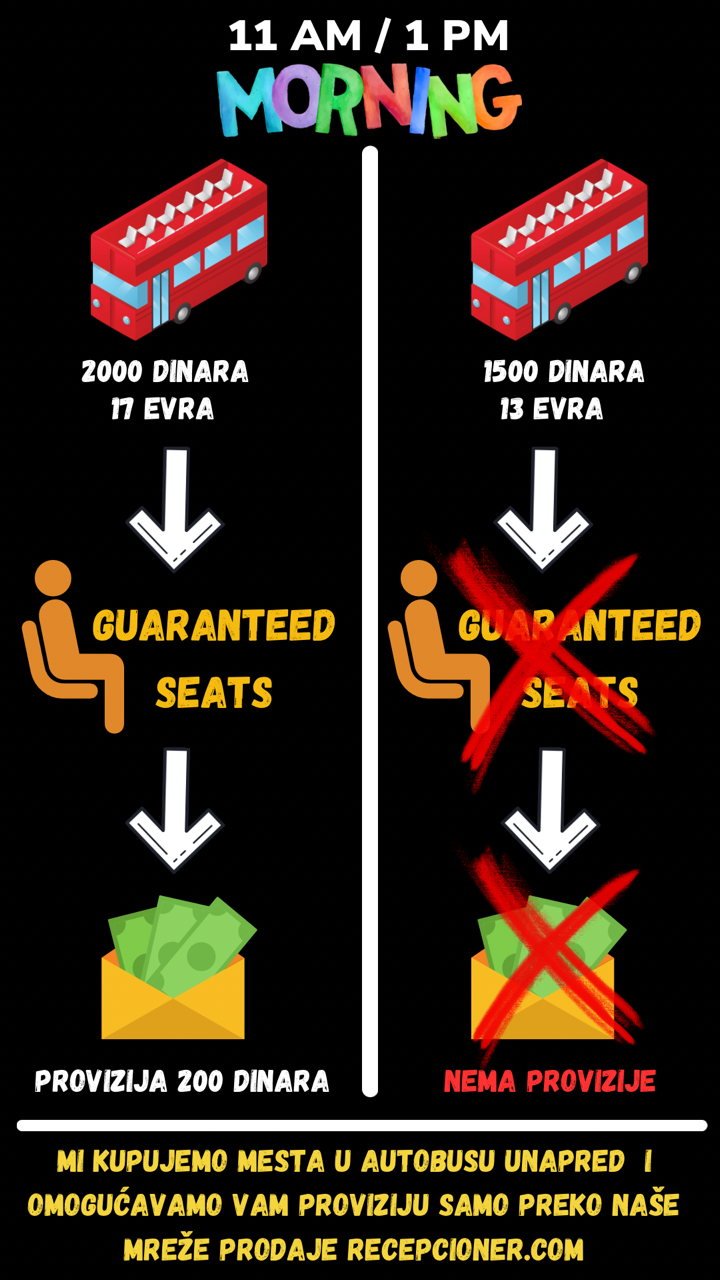 11 AM / 1 PM
MORNING
2000 DINARA
17 EVRA
GUARANTEED
SEATS
PROVIZIJA 200 DINARA
1500 DINARA
13 EVRA
GUARANTEED
SEATS
NEMA PROVIZIJE
MI KUPUJEMO MESTA U AUTOBUSU UNAPRED I
OMOGUĆAVAMO VAM PROVIZIJU SAMO PREKO NAŠE
MREŽE PRODAJE RECEPCIONER.COM